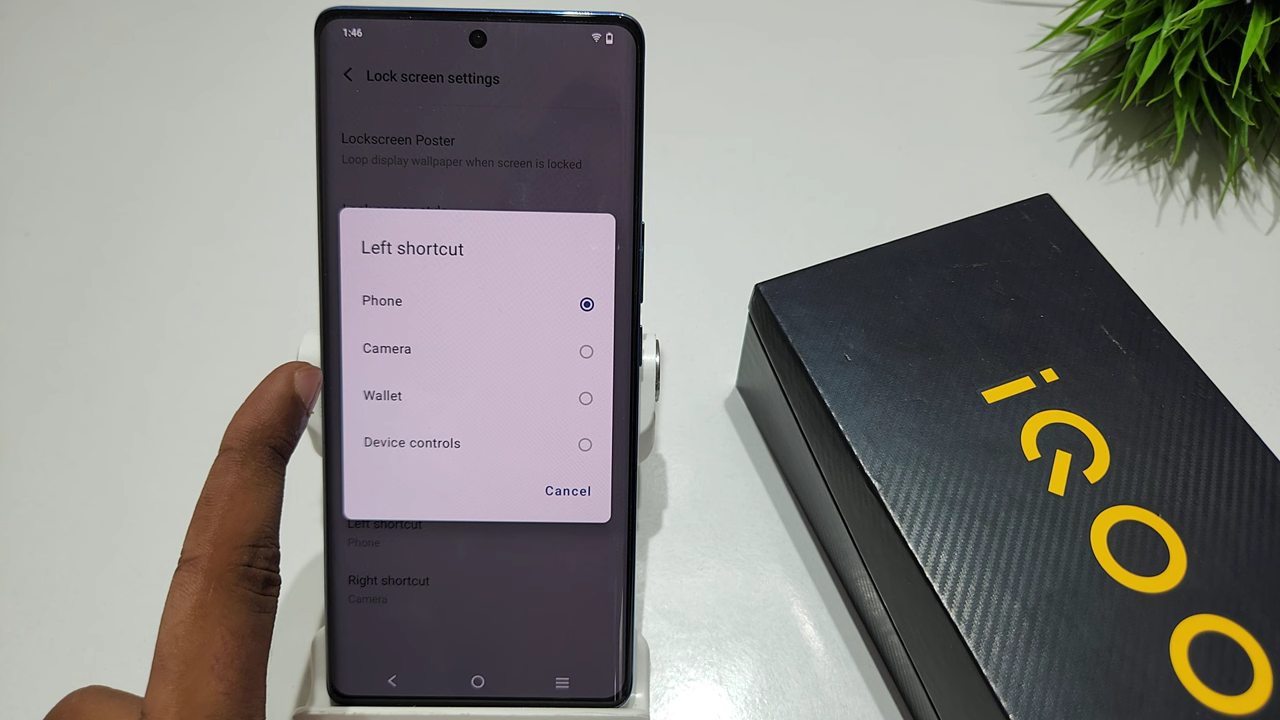 1:46
Lock screen settings
Lockscreen Poster
Loop display wallpaper when screen is locked
Left shortcut
Phone
Camera
Wallet
Device controls
Cancel
Left shortcut
Phone
Right shortcut
Camera
iQOO